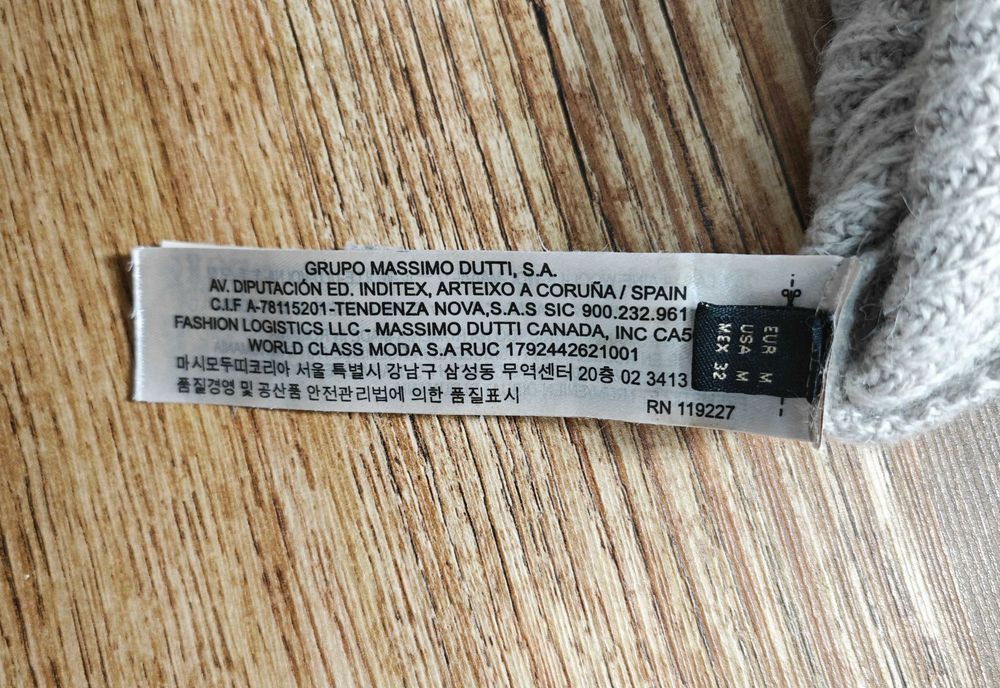 GRUPO MASSIMO DUTTI, S.A.
AV. DIPUTACIÓN ED. INDITEX, ARTEIXO A CORUÑA / SPAIN
C.I.F A-78115201-TENDENZA NOVA,S.A.S SIC 900.232.961
FASHION LOGISTICS LLC - MASSIMO DUTTI CANADA, INC CA5
WORLD CLASS MODA S.A RUC 1792442621001
마시모두띠코리아 서울 특별시 강남구 삼성동 무역센터 20층 02 3413
품질경영 및 공산품 안전관리법에 의한 품질표시
RN 119227
EUR M
USA M
MEX 32